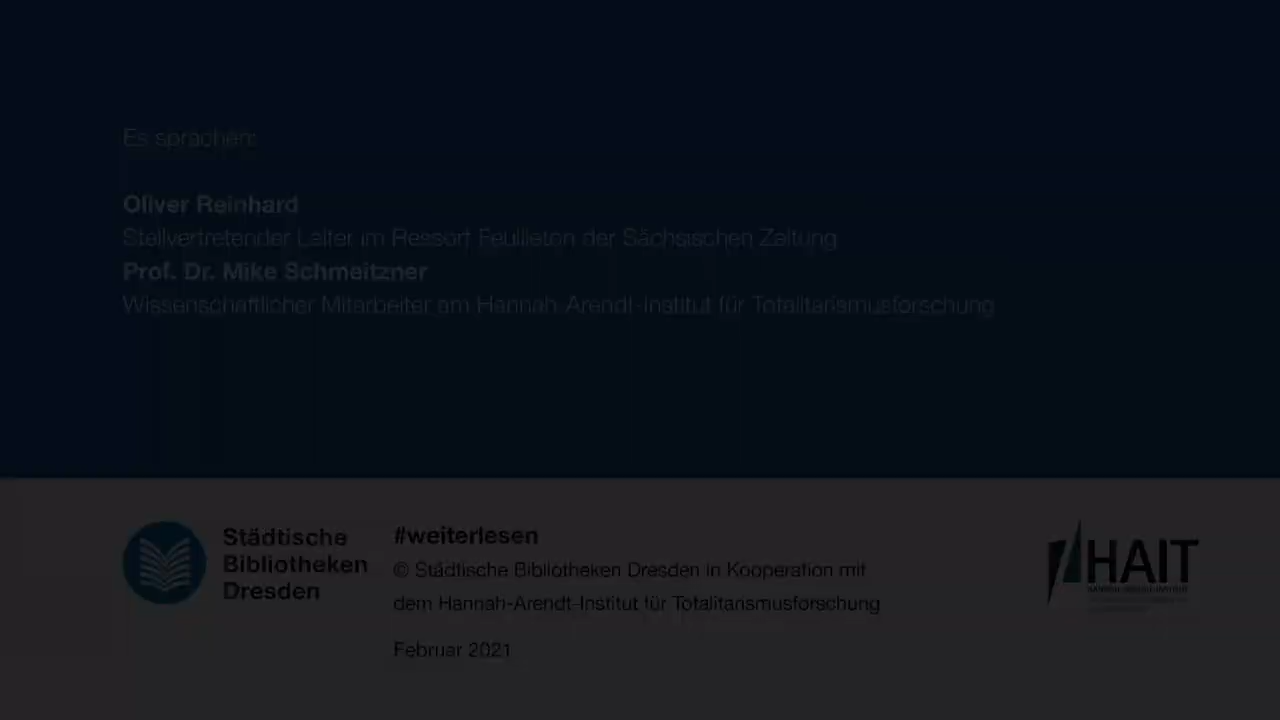 Es sprachen:
Oliver Reinhard
Stellvertretender Leiter im Ressort Feuilleton der Sächsischen Zeitung
Prof. Dr. Mike Schmeitzner
Wissenschaftlicher Mitarbeiter am Hannah-Arendt-Institut für Totalitarismusforschung
Städtische
Bibliotheken
Dresden
#weiterlesen
© Städtische Bibliotheken Dresden in Kooperation mit
dem Hannah-Arendt-Institut für Totalitarismusforschung
Februar 2021
HAIT